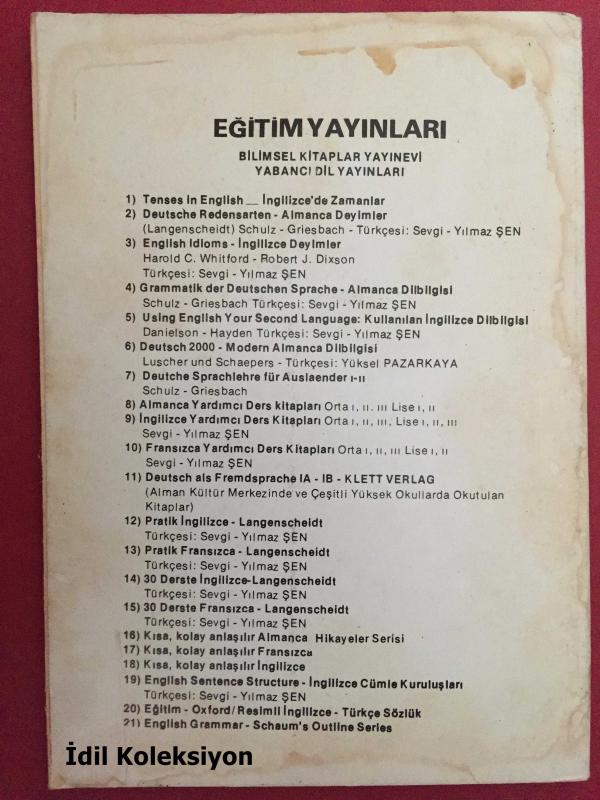 EĞİTİM YAYINLARI
BİLİMSEL KİTAPLAR YAYINEVİ
YABANCI DİL YAYINLARI
1) Tenses in English __ İngilizce'de Zamanlar
2) Deutsche Redensarten - Almanca Deyimler
(Langenscheidt) Schulz - Griesbach - Türkçesi: Sevgi - Yılmaz ŞEN
3) English Idioms - İngilizce Deyimler
Harold C. Whitford - Robert J. Dixson
Türkçesi: Sevgi - Yılmaz ŞEN
4) Grammatik der Deutschen Sprache - Almanca Dilbilgisi
Schulz - Griesbach Türkçesi: Sevgi - Yılmaz ŞEN
5) Using English Your Second Language: Kullanılan İngilizce Dilbilgisi
Danielson - Hayden Türkçesi: Sevgi - Yılmaz ŞEN
6) Deutsch 2000 - Modern Almanca Dilbilgisi
Luscher und Schaepers - Türkçesi: Yüksel PAZARKAYA
7) Deutche Sprachlehre für Auslaender ı-ıı
Schulz - Griesbach
8) Almanca Yardımcı Ders kitapları Orta ı, ıı. ııı Lise ı, ıı
9) İngilizce Yardımcı Ders Kitapları Orta ı, ıı, ııı, Lise ı, ıı, ııı
Sevgi - Yılmaz ŞEN
10) Fransızca Yardımcı Ders Kitapları Orta ı, ıı, ııı Lise ı, ıı
Sevgi - Yılmaz ŞEN
11) Deutsch als Fremdsprache IA - IB - KLETT VERLAG
(Alman Kültür Merkezinde ve Çeşitli Yüksek Okullarda Okutulan
Kitaplar)
12) Pratik İngilizce - Langenscheidt
Türkçesi: Sevgi - Yılmaz ŞEN
13) Pratik Fransızca - Langenscheidt
Türkçesi: Sevgi - Yılmaz ŞEN
14) 30 Derste İngilizce-Langenscheidt
Türkçesi: Sevgi - Yılmaz ŞEN
15) 30 Derste Fransızca - Langenscheidt
Türkçesi: Sevgi - Yılmaz ŞEN
16) Kısa, kolay anlaşılır Almanca Hikayeler Serisi
17) Kısa, kolay anlaşılır Fransızca
18) Kısa, kolay anlaşılır İngilizce
19) English Sentence Structure - İngilizce Cümle Kuruluşları
Türkçesi: Sevgi - Yılmaz ŞEN
20) Eğitim - Oxford/Resimli İngilizce - Türkçe Sözlük
21) English Grammar - Schaum's Outline Series
İdil Koleksiyon